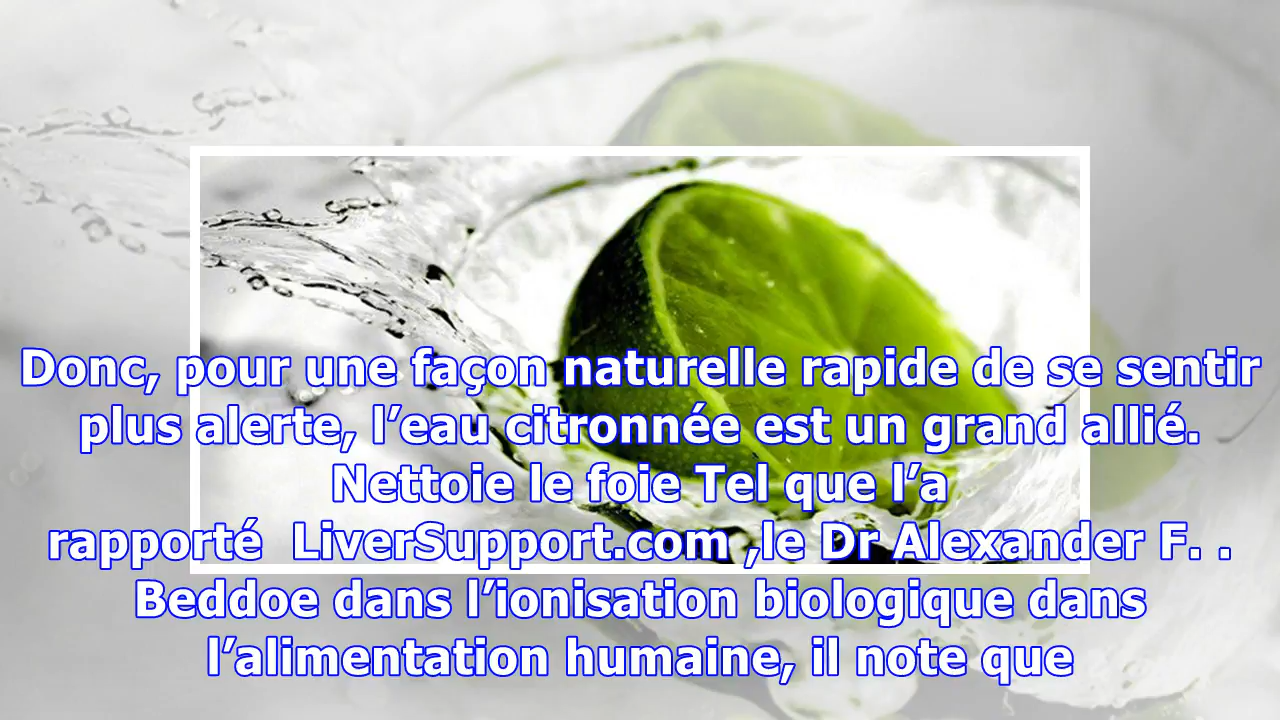 Donc, pour une façon naturelle rapide de se sentir
plus alerte, l’eau citronnée est un grand allié.
Nettoie le foie Tel que l’a
rapporté  LiverSupport.com ,le Dr Alexander F. .
Beddoe dans l’ionisation biologique dans
l’alimentation humaine, il note que